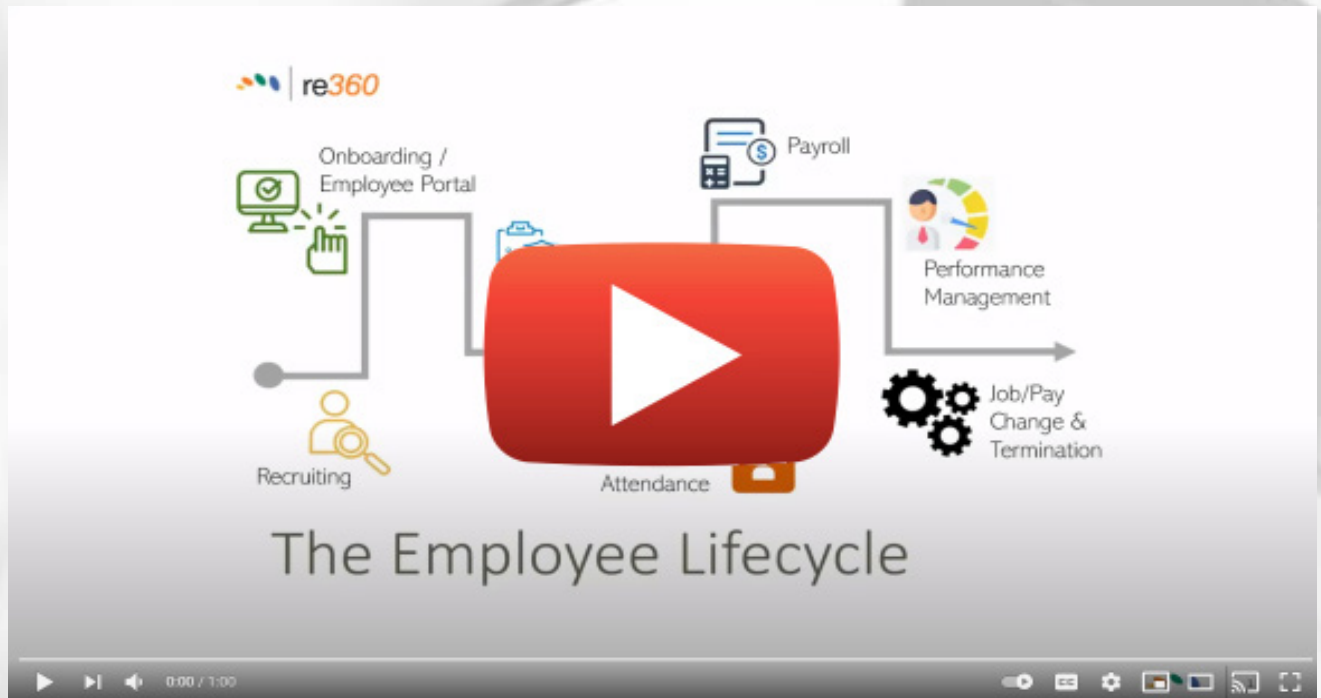 re360
Onboarding /
Employee Portal
Payroll
Performance
Management
Recruiting
Attendance
Job/Pay
Change &
Termination
The Employee Lifecycle
0:00 / 1:00
CC